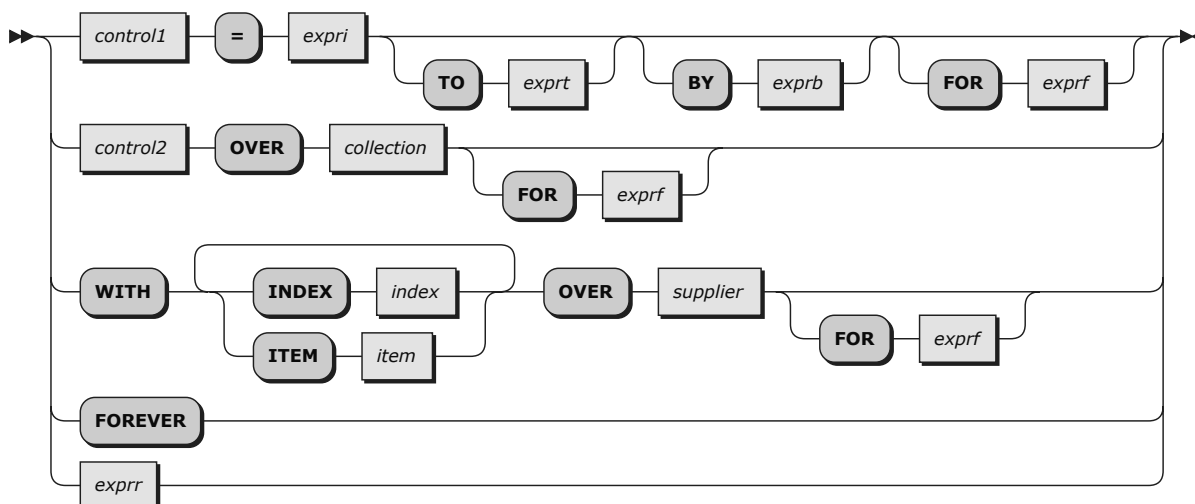 control1 = expri
TO exprt BY exprb FOR exprf
control2 OVER collection
FOR exprf
WITH INDEX index OVER supplier
ITEM item FOR exprf
FOREVER
exprr